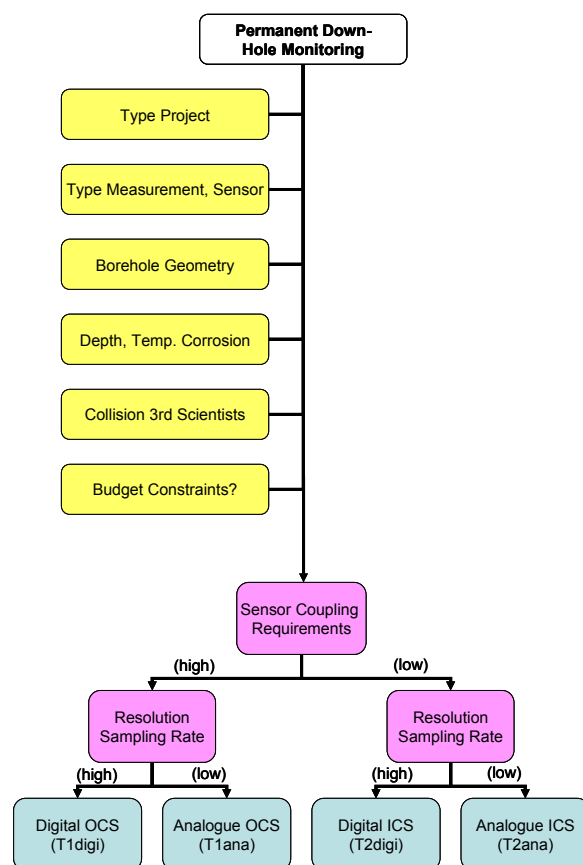 Permanent Down-
Hole Monitoring
Type Project
Type Measurement, Sensor
Borehole Geometry
Depth, Temp. Corrosion
Collision 3rd Scientists
Budget Constraints?
Sensor Coupling
Requirements
(high)
(low)
Resolution
Sampling Rate
Resolution
Sampling Rate
(high)
(low)
(high)
(low)
Digital OCS
(T1digi)
Analogue OCS
(T1ana)
Digital ICS
(T2digi)
Analogue ICS
(T2ana)